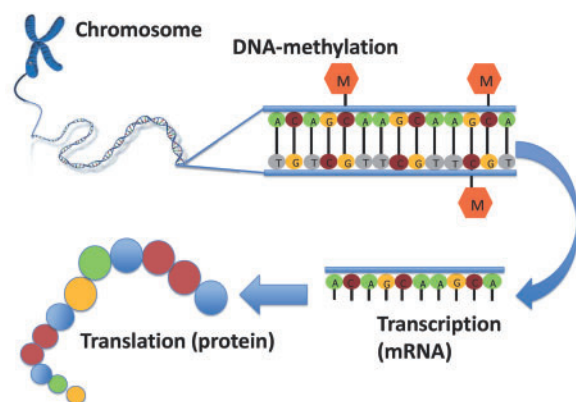 Chromosome
DNA-methylation
M
M
A C A G C A A G C A A G C A
T G T C G T T C G T T C G T
M
A C A G C A A G C A
Transcription
(mRNA)
Translation (protein)